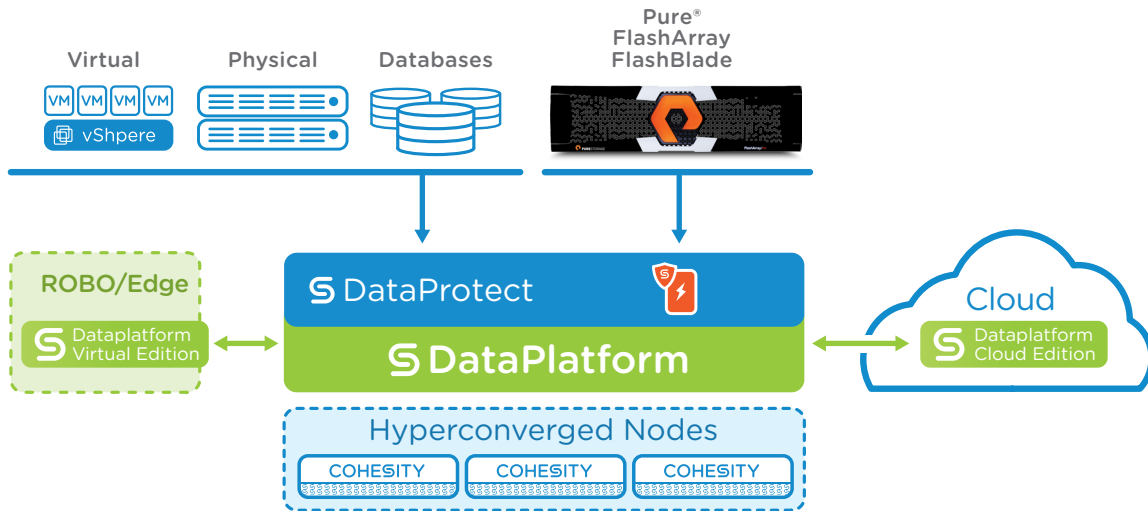 Virtual
Physical
Databases
Pure®
FlashArray
FlashBlade
VM VM VM VM
vShpere
PURESTORAGE
ROBO/Edge
Dataplatform
Virtual Edition
DataProtect
DataPlatform
Cloud
Dataplatform
Cloud Edition
Hyperconverged Nodes
COHESITY
COHESITY
COHESITY